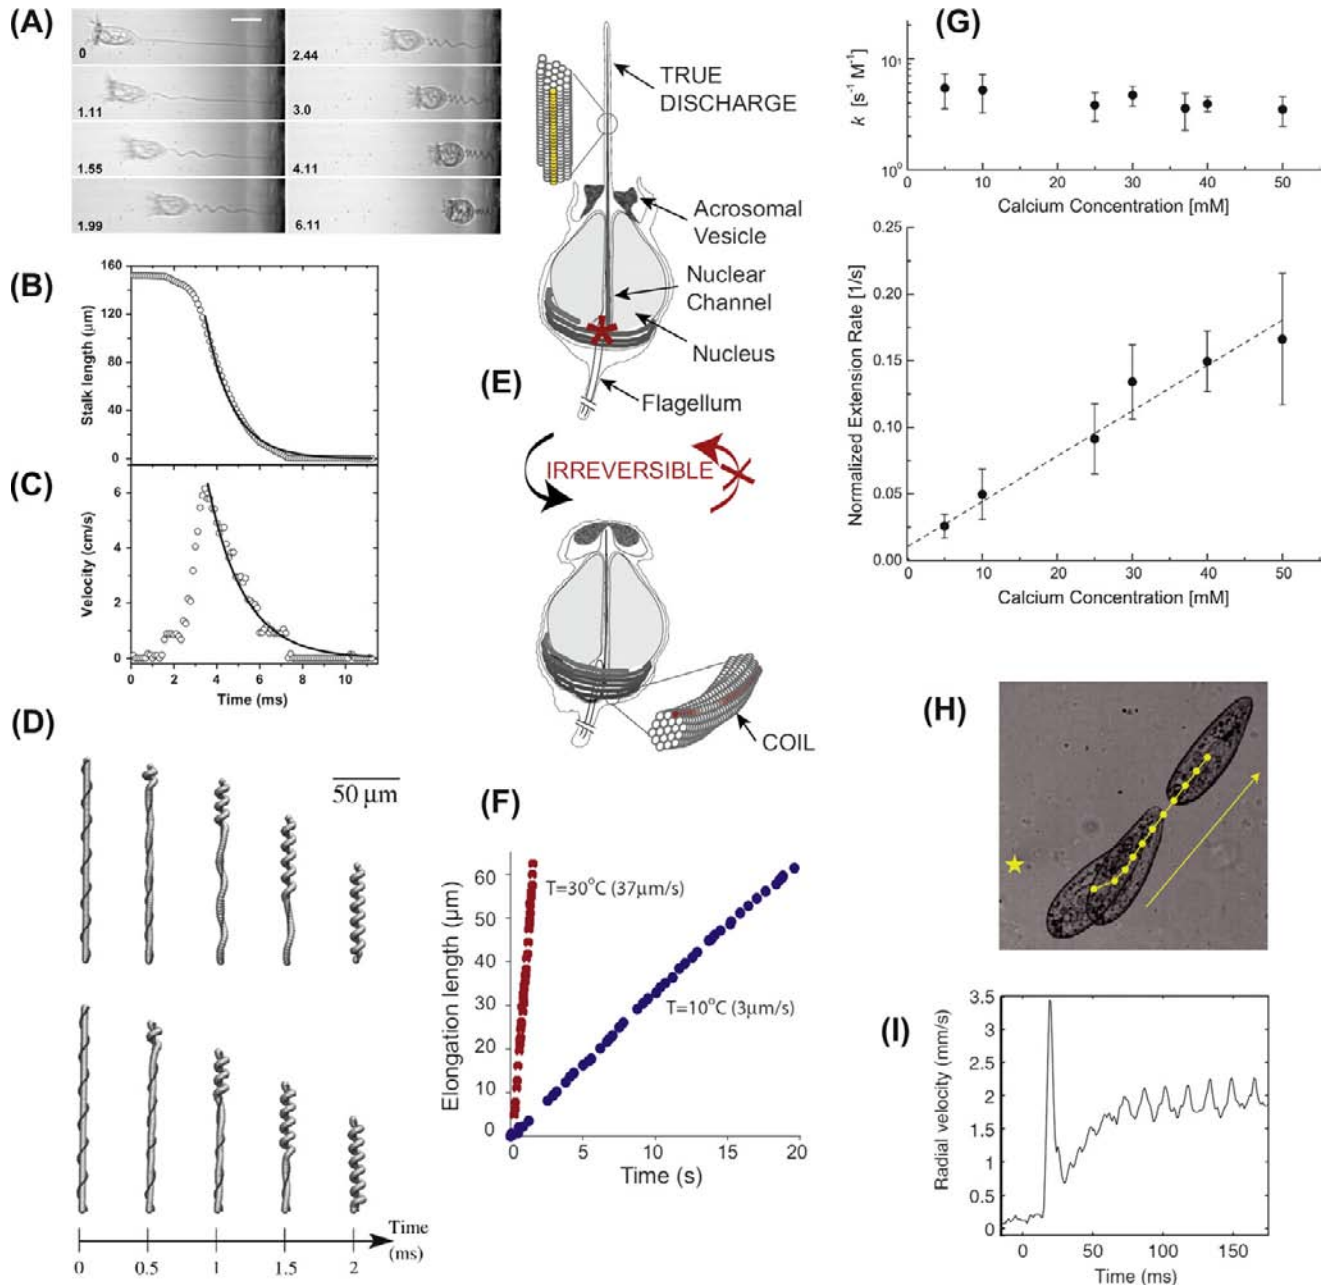 (A)
0
1.11
1.55
1.99
2.44
3.0
4.11
6.11
(B)
160
120
80
40
0
Stalk length (μm)
(C)
6
4
2
0
Velocity (cm/s)
0 2 4 6 8 10
Time (ms)
(D)
50 μm
Time
(ms)
0 0.5 1 1.5 2
TRUE
DISCHARGE
Acrosomal
Vesicle
Nuclear
Channel
Nucleus
Flagellum
(E)
IRREVERSIBLE
COIL
(F)
60
50
40
30
20
10
0
Elongation length (μm)
T=30°C (37μm/s)
T=10°C (3μm/s)
0 5 10 15 20
Time (s)
(G)
10¹
10⁰
k [s⁻¹ M⁻¹]
0 10 20 30 40 50
Calcium Concentration [mM]
0.25
0.20
0.15
0.10
0.05
0.00
Normalized Extension Rate [1/s]
0 10 20 30 40 50
Calcium Concentration [mM]
(H)
(I)
3.5
3
2.5
2
1.5
1
0.5
0
Radial velocity (mm/s)
0 50 100 150
Time (ms)